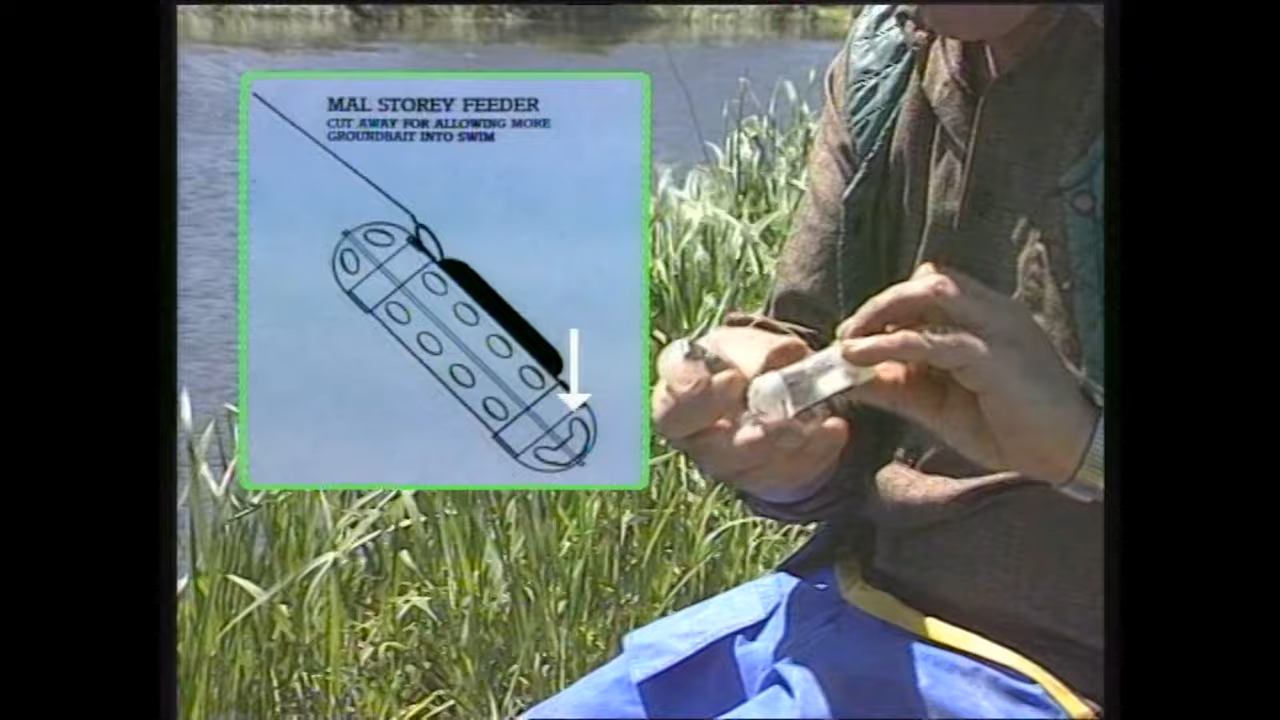 MAL STOREY FEEDER
CUT AWAY FOR ALLOWING MORE
GROUNDBAIT INTO SWIM